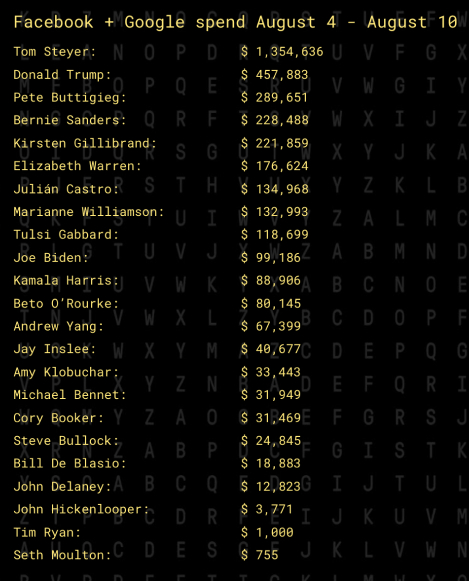 Facebook + Google spend August 4 - August 10
Tom Steyer: $ 1,354,636
Donald Trump: $ 457,883
Pete Buttigieg: $ 289,651
Bernie Sanders: $ 228,488
Kirsten Gillibrand: $ 221,859
Elizabeth Warren: $ 176,624
Julián Castro: $ 134,968
Marianne Williamson: $ 132,993
Tulsi Gabbard: $ 118,699
Joe Biden: $ 99,186
Kamala Harris: $ 88,906
Beto O’Rourke: $ 80,145
Andrew Yang: $ 67,399
Jay Inslee: $ 40,677
Amy Klobuchar: $ 33,443
Michael Bennet: $ 31,949
Cory Booker: $ 31,469
Steve Bullock: $ 24,845
Bill De Blasio: $ 18,883
John Delaney: $ 12,823
John Hickenlooper: $ 3,771
Tim Ryan: $ 1,000
Seth Moulton: $ 755